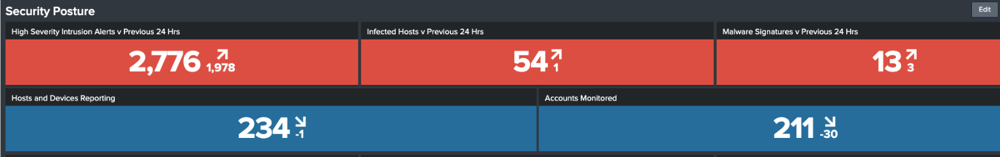 Security Posture
Edit
High Severity Intrusion Alerts v Previous 24 Hrs
Infected Hosts v Previous 24 Hrs
Malware Signatures v Previous 24 Hrs
2,776 1,978
54 1
13 3
Hosts and Devices Reporting
Accounts Monitored
234 -1
211 -30